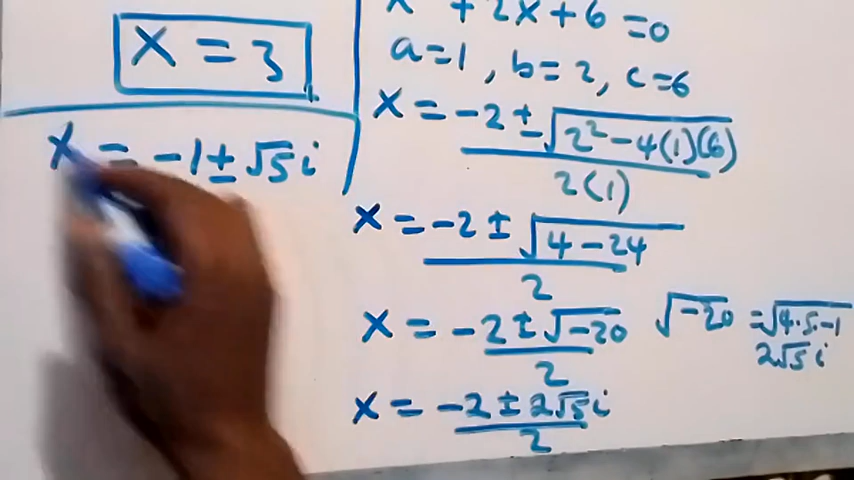 x = 3
x = -1 ± √5 i
x² + 2x + 6 = 0
a = 1 , b = 2 , c = 6
x = -2 ± √2² - 4(1)(6)
2(1)
x = -2 ± √4 - 24
2
x = -2 ± √-20
2
√-20 = √4·5·-1
2√5 i
x = -2 ± 2√5 i
2